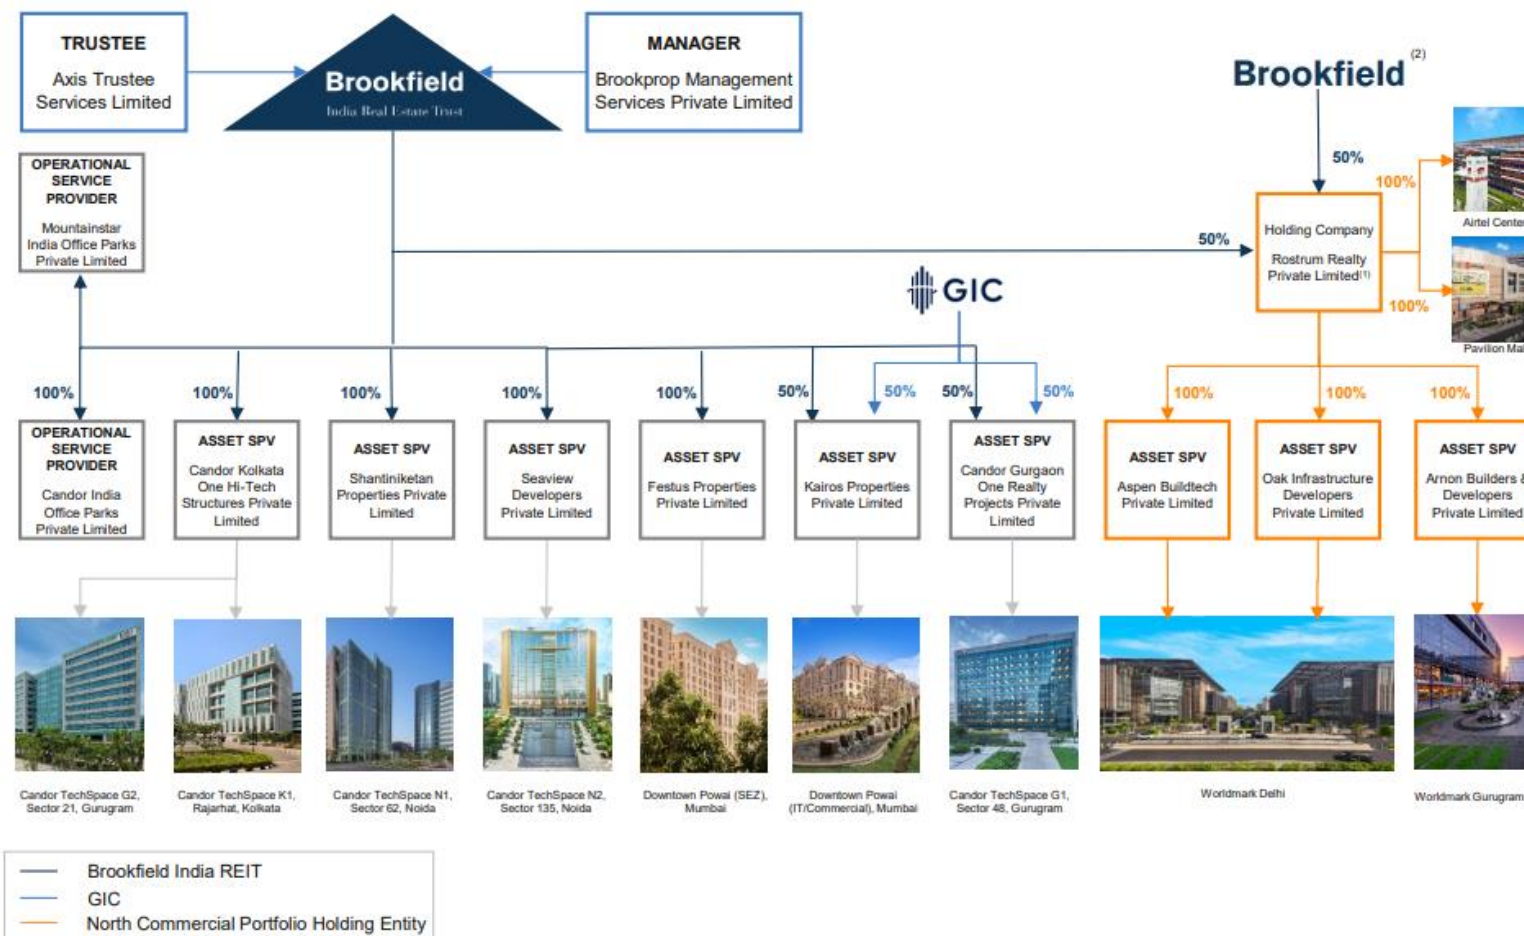 TRUSTEE
Axis Trustee
Services Limited
Brookfield
India Real Estate Trust
MANAGER
Brookprop Management
Services Private Limited
Brookfield (2)
50%
100%
Airtel Center
OPERATIONAL
SERVICE
PROVIDER
Mountainstar
India Office Parks
Private Limited
50%
Holding Company
Rostrum Realty
Private Limited(1)
100%
Pavilion Mall
GIC
100%
100%
100%
100%
100%
50%
50%
50%
50%
100%
100%
100%
OPERATIONAL
SERVICE
PROVIDER
Candor India
Office Parks
Private Limited
ASSET SPV
Candor Kolkata
One Hi-Tech
Structures Private
Limited
ASSET SPV
Shantiniketan
Properties Private
Limited
ASSET SPV
Seaview
Developers
Private Limited
ASSET SPV
Festus Properties
Private Limited
ASSET SPV
Kairos Properties
Private Limited
ASSET SPV
Candor Gurgaon
One Realty
Projects Private
Limited
ASSET SPV
Aspen Buildtech
Private Limited
ASSET SPV
Oak Infrastructure
Developers
Private Limited
ASSET SPV
Arnon Builders &
Developers
Private Limited
Candor TechSpace G2,
Sector 21, Gurugram
Candor TechSpace K1,
Rajarhat, Kolkata
Candor TechSpace N1,
Sector 62, Noida
Candor TechSpace N2,
Sector 135, Noida
Downtown Powai (SEZ),
Mumbai
Downtown Powai
(IT/Commercial), Mumbai
Candor TechSpace G1,
Sector 48, Gurugram
Worldmark Delhi
Worldmark Gurugram
Brookfield India REIT
GIC
North Commercial Portfolio Holding Entity